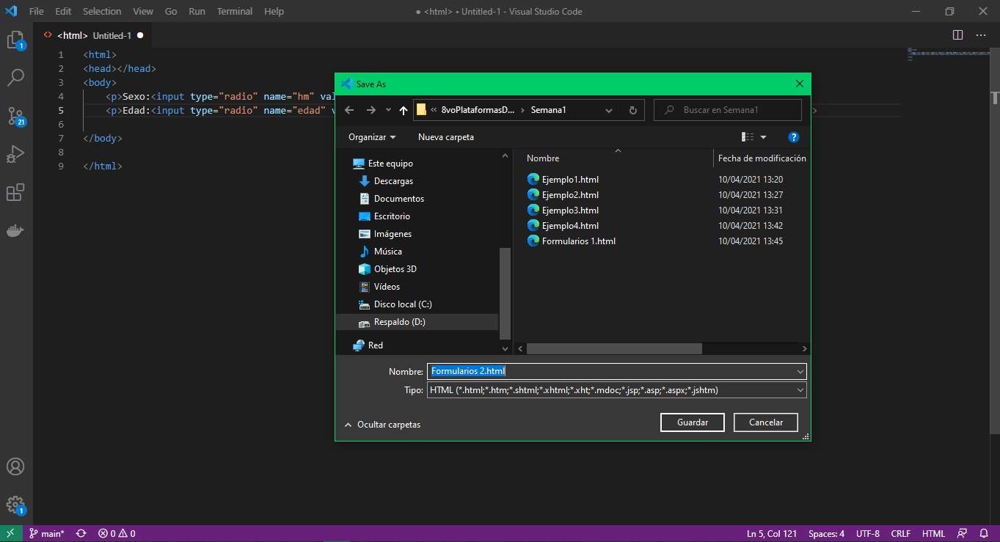 File Edit Selection View Go Run Terminal Help
● <html> • Untitled-1 - Visual Studio Code
<html> Untitled-1 ●
1 <html>
2 <head></head>
3 <body>
4 <p>Sexo:<input type="radio" name="hm" val
5 <p>Edad:<input type="radio" name="edad" v
>
6
7 </body>
8
9 </html>
1
21
1
Save As
« 8voPlataformasD... › Semana1
Buscar en Semana1
Organizar Nueva carpeta
?
Este equipo
Descargas
Documentos
Escritorio
Imágenes
Música
Objetos 3D
Vídeos
Disco local (C:)
Respaldo (D:)
Red
Nombre Fecha de modificación
Ejemplo1.html 10/04/2021 13:20
Ejemplo2.html 10/04/2021 13:27
Ejemplo3.html 10/04/2021 13:31
Ejemplo4.html 10/04/2021 13:42
Formularios 1.html 10/04/2021 13:45
Nombre: Formularios 2.html
Tipo: HTML (*.html;*.htm;*.shtml;*.xhtml;*.xht;*.mdoc;*.jsp;*.asp;*.aspx;*.jshtm)
Ocultar carpetas
Guardar Cancelar
main* 0 0 Ln 5, Col 121 Spaces: 4 UTF-8 CRLF HTML